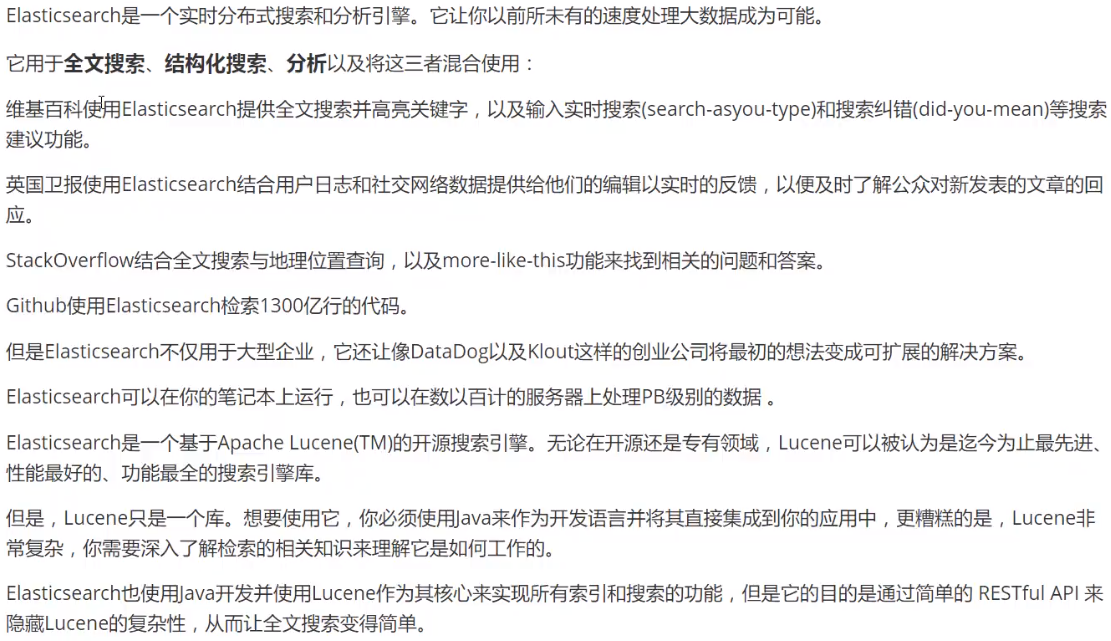 Elasticsearch是一个实时分布式搜索和分析引擎。它让你以前所未有的速度处理大数据成为可能。
它用于全文搜索、结构化搜索、分析以及将这三者混合使用：
维基百科使用Elasticsearch提供全文搜索并高亮关键字，以及输入实时搜索(search-asyou-type)和搜索纠错(did-you-mean)等搜索
建议功能。
英国卫报使用Elasticsearch结合用户日志和社交网络数据提供给他们的编辑以实时的反馈，以便及时了解公众对新发表的文章的回
应。
StackOverflow结合全文搜索与地理位置查询，以及more-like-this功能来找到相关的问题和答案。
Github使用Elasticsearch检索1300亿行的代码。
但是Elasticsearch不仅用于大型企业，它还让像DataDog以及Klout这样的创业公司将最初的想法变成可扩展的解决方案。
Elasticsearch可以在你的笔记本上运行，也可以在数以百计的服务器上处理PB级别的数据 。
Elasticsearch是一个基于Apache Lucene(TM)的开源搜索引擎。无论在开源还是专有领域，Lucene可以被认为是迄今为止最先进、
性能最好的、功能最全的搜索引擎库。
但是，Lucene只是一个库。想要使用它，你必须使用Java来作为开发语言并将其直接集成到你的应用中，更糟糕的是，Lucene非
常复杂，你需要深入了解检索的相关知识来理解它是如何工作的。
Elasticsearch也使用Java开发并使用Lucene作为其核心来实现所有索引和搜索的功能，但是它的目的是通过简单的 RESTful API 来
隐藏Lucene的复杂性，从而让全文搜索变得简单。